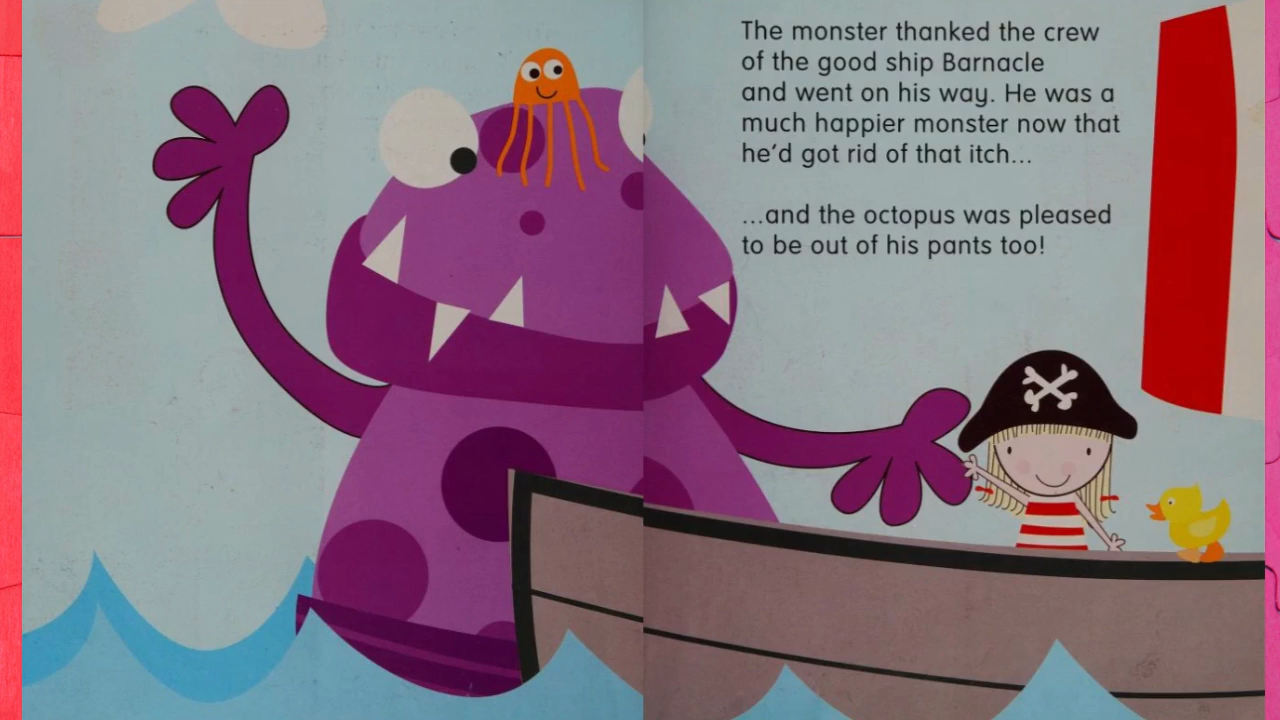 The monster thanked the crew
of the good ship Barnacle
and went on his way. He was a
much happier monster now that
he'd got rid of that itch...
...and the octopus was pleased
to be out of his pants too!